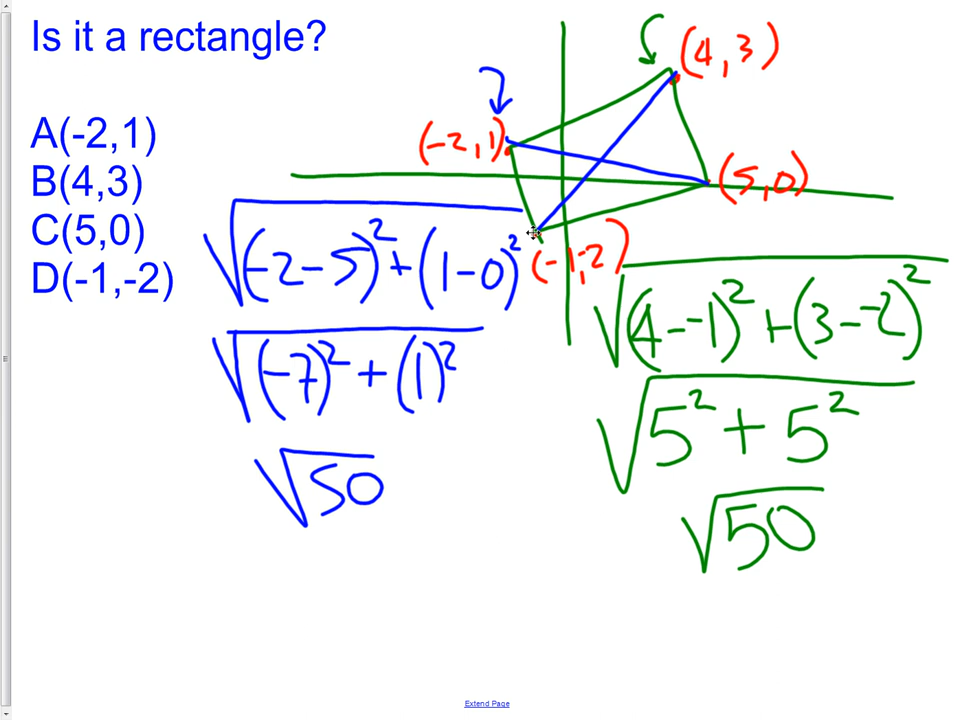 Is it a rectangle?
(4,3)
A(-2,1)
(-2,1)
B(4,3)
(5,0)
C(5,0)
D(-1,-2)
(-1,-2)
√(-2-5)²+(1-0)²
√(4--1)²+(3--2)²
√(-7)²+(1)²
√5²+5²
√50
√50
Extend Page